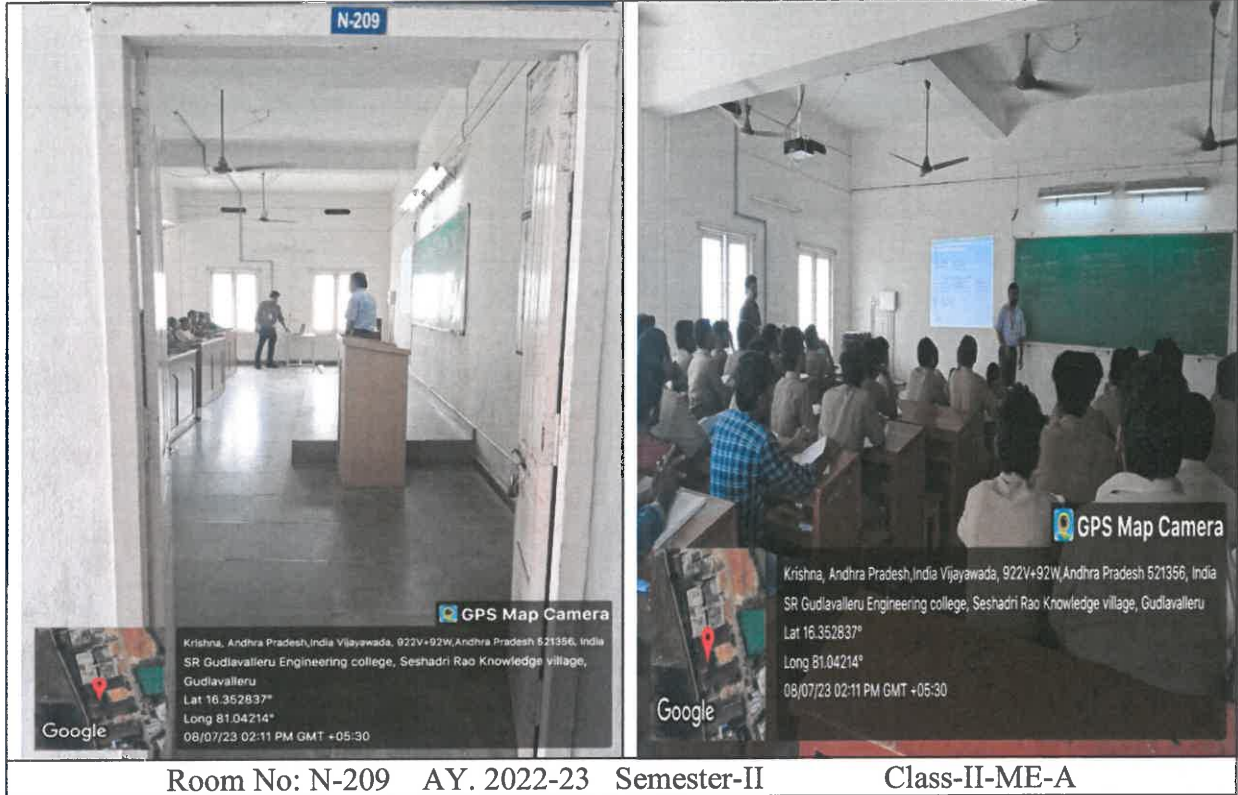 N-209
GPS Map Camera
Krishna, Andhra Pradesh,India Vijayawada, 922V+92W,Andhra Pradesh 521356, India
SR Gudlavalleru Engineering college, Seshadri Rao Knowledge village,
Gudlavalleru
Lat 16.352837°
Long 81.04214°
08/07/23 02:11 PM GMT +05:30
Google
GPS Map Camera
Krishna, Andhra Pradesh,India Vijayawada, 922V+92W,Andhra Pradesh 521356, India
SR Gudlavalleru Engineering college, Seshadri Rao Knowledge village, Gudlavalleru
Lat 16.352837°
Long 81.04214°
08/07/23 02:11 PM GMT +05:30
Google
Room No: N-209 AY. 2022-23 Semester-II Class-II-ME-A